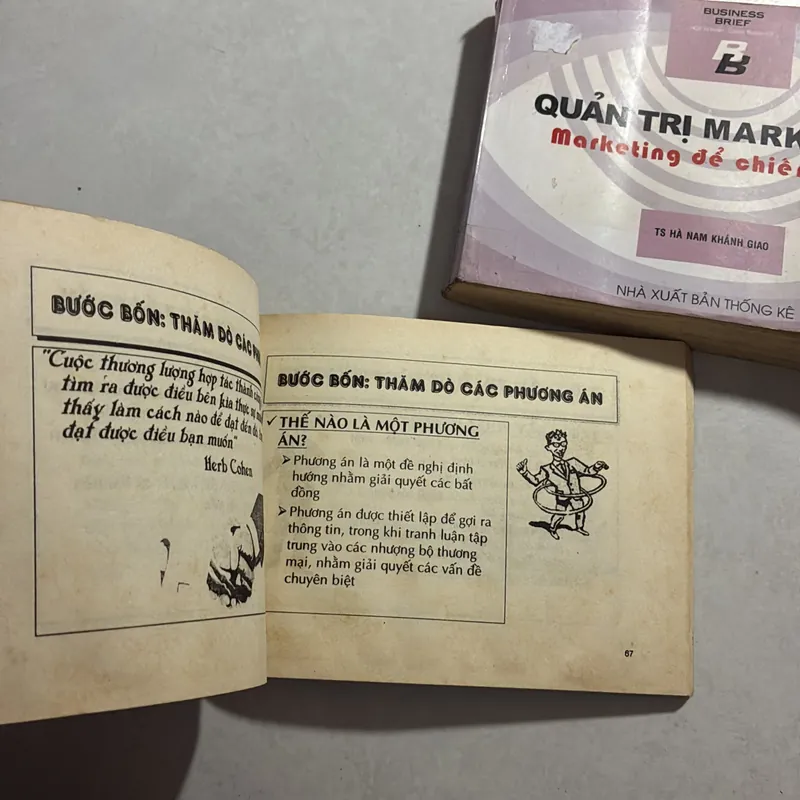 BUSINESS
BRIEF
B
B
QUẢN TRỊ MARK
Marketing để chiến
TS HÀ NAM KHÁNH GIAO
NHÀ XUẤT BẢN THỐNG KÊ
BƯỚC BỐN: THĂM DÒ CÁC
"Cuộc thương lượng hợp tác thành
tìm ra được điều bên kia thực
thấy làm cách nào để đạt đến
đạt được điều bạn muốn"
Herb Cohen
BƯỚC BỐN: THĂM DÒ CÁC PHƯƠNG ÁN
✓ THẾ NÀO LÀ MỘT PHƯƠNG
ÁN?
➢ Phương án là một đề nghị định
hướng nhằm giải quyết các bất
đồng
➢ Phương án được thiết lập để gợi ra
thông tin, trong khi tranh luận tập
trung vào các nhượng bộ thương
mại, nhằm giải quyết các vấn đề
chuyên biệt
67